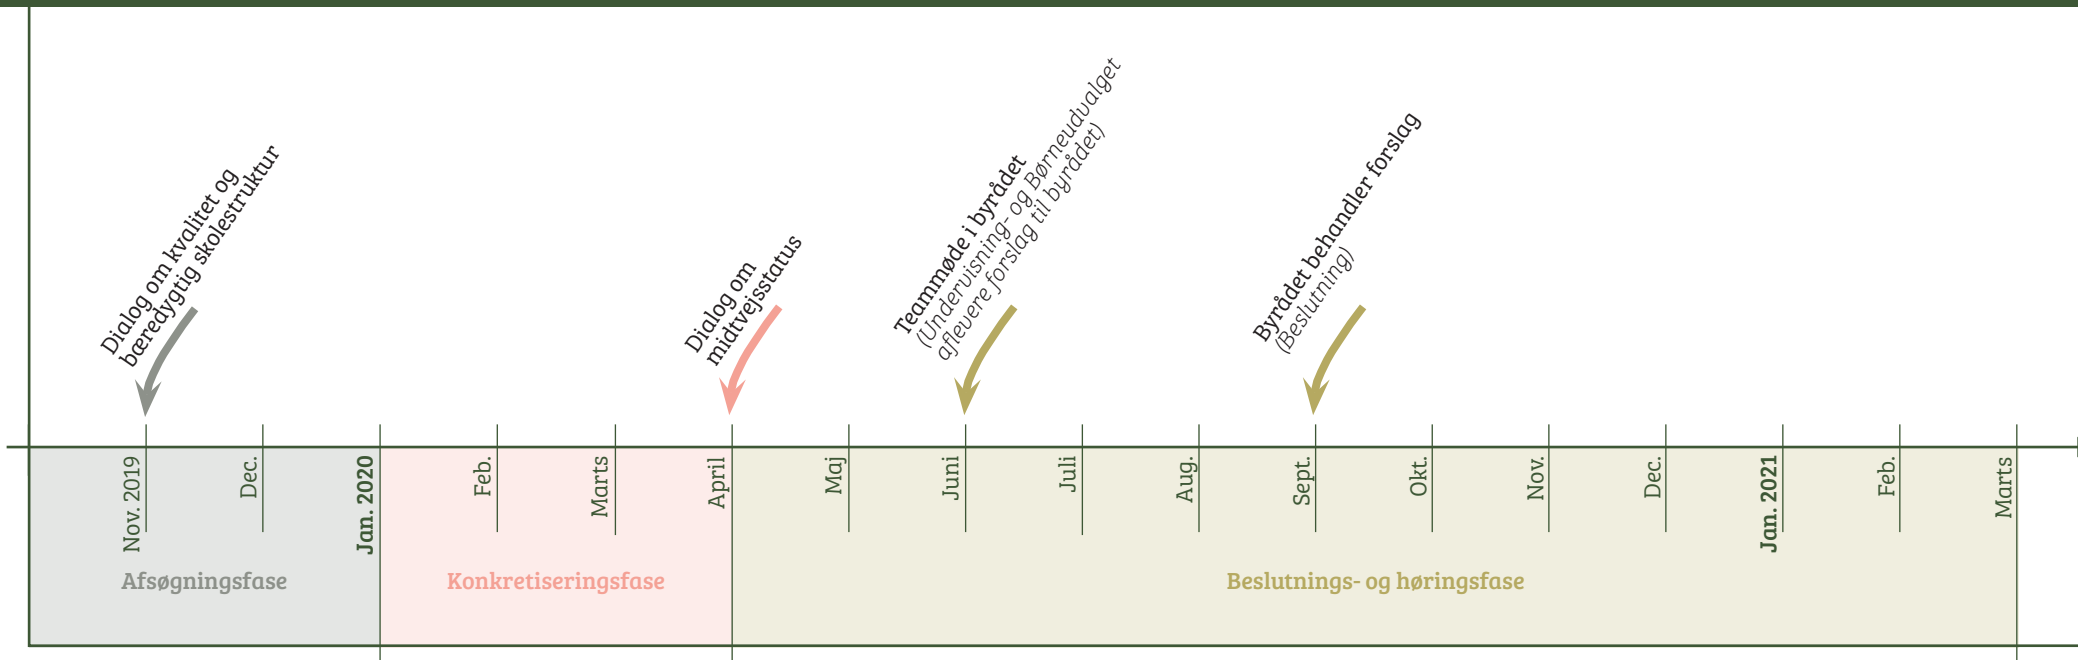 Dialog om kvalitet og
bæredygtig skolestruktur
Dialog om
midtvejsstatus
Teammøde i byrådet
(Undervisning- og Børneudvalget
aflevere forslag til byrådet)
Byrådet behandler forslag
(Beslutning)
Nov. 2019
Dec.
Jan. 2020
Feb.
Marts
April
Maj
Juni
Juli
Aug.
Sept.
Okt.
Nov.
Dec.
Jan. 2021
Feb.
Marts
Afsøgningsfase
Konkretiseringsfase
Beslutnings- og høringsfase